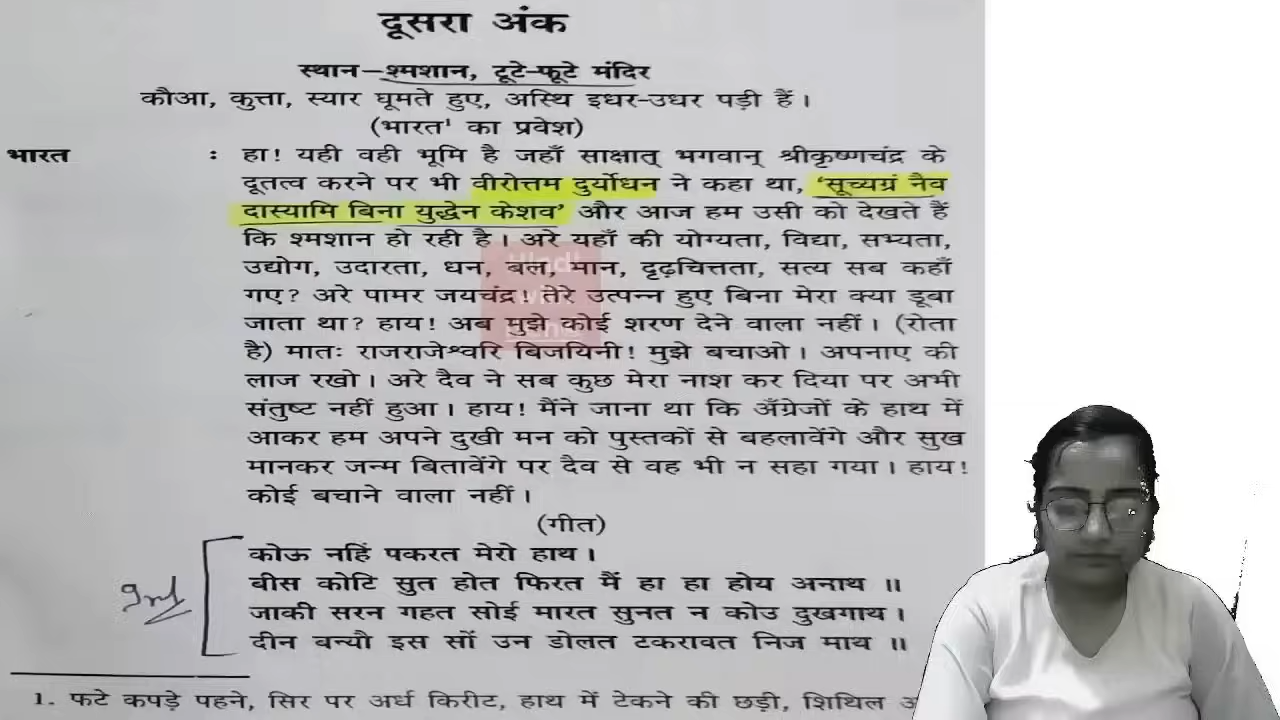 दूसरा अंक
स्थान–श्मशान, टूटे-फूटे मंदिर
कौआ, कुत्ता, स्यार घूमते हुए, अस्थि इधर-उधर पड़ी हैं।
(भारत¹ का प्रवेश)
भारत : हा! यही वही भूमि है जहाँ साक्षात् भगवान् श्रीकृष्णचंद्र के
दूतत्व करने पर भी वीरोत्तम दुर्योधन ने कहा था, ‘सूच्यग्रं नैव
दास्यामि बिना युद्धेन केशव’ और आज हम उसी को देखते हैं
कि श्मशान हो रही है। अरे यहाँ की योग्यता, विद्या, सभ्यता,
उद्योग, उदारता, धन, बल, मान, दृढ़चित्तता, सत्य सब कहाँ
गए? अरे पामर जयचंद्र! तेरे उत्पन्न हुए बिना मेरा क्या डूबा
जाता था? हाय! अब मुझे कोई शरण देने वाला नहीं। (रोता
है) मातः राजराजेश्वरि बिजयिनी! मुझे बचाओ। अपनाए की
लाज रखो। अरे दैव ने सब कुछ मेरा नाश कर दिया पर अभी
संतुष्ट नहीं हुआ। हाय! मैंने जाना था कि अँग्रेजों के हाथ में
आकर हम अपने दुखी मन को पुस्तकों से बहलावेंगे और सुख
मानकर जन्म बितावेंगे पर दैव से वह भी न सहा गया। हाय!
कोई बचाने वाला नहीं।
(गीत)
कोऊ नहिं पकरत मेरो हाथ।
बीस कोटि सुत होत फिरत मैं हा हा होय अनाथ॥
जाकी सरन गहत सोई मारत सुनत न कोउ दुखगाथ।
दीन बन्यौ इस सों उन डोलत टकरावत निज माथ॥
1. फटे कपड़े पहने, सिर पर अर्ध किरीट, हाथ में टेकने की छड़ी, शिथिल